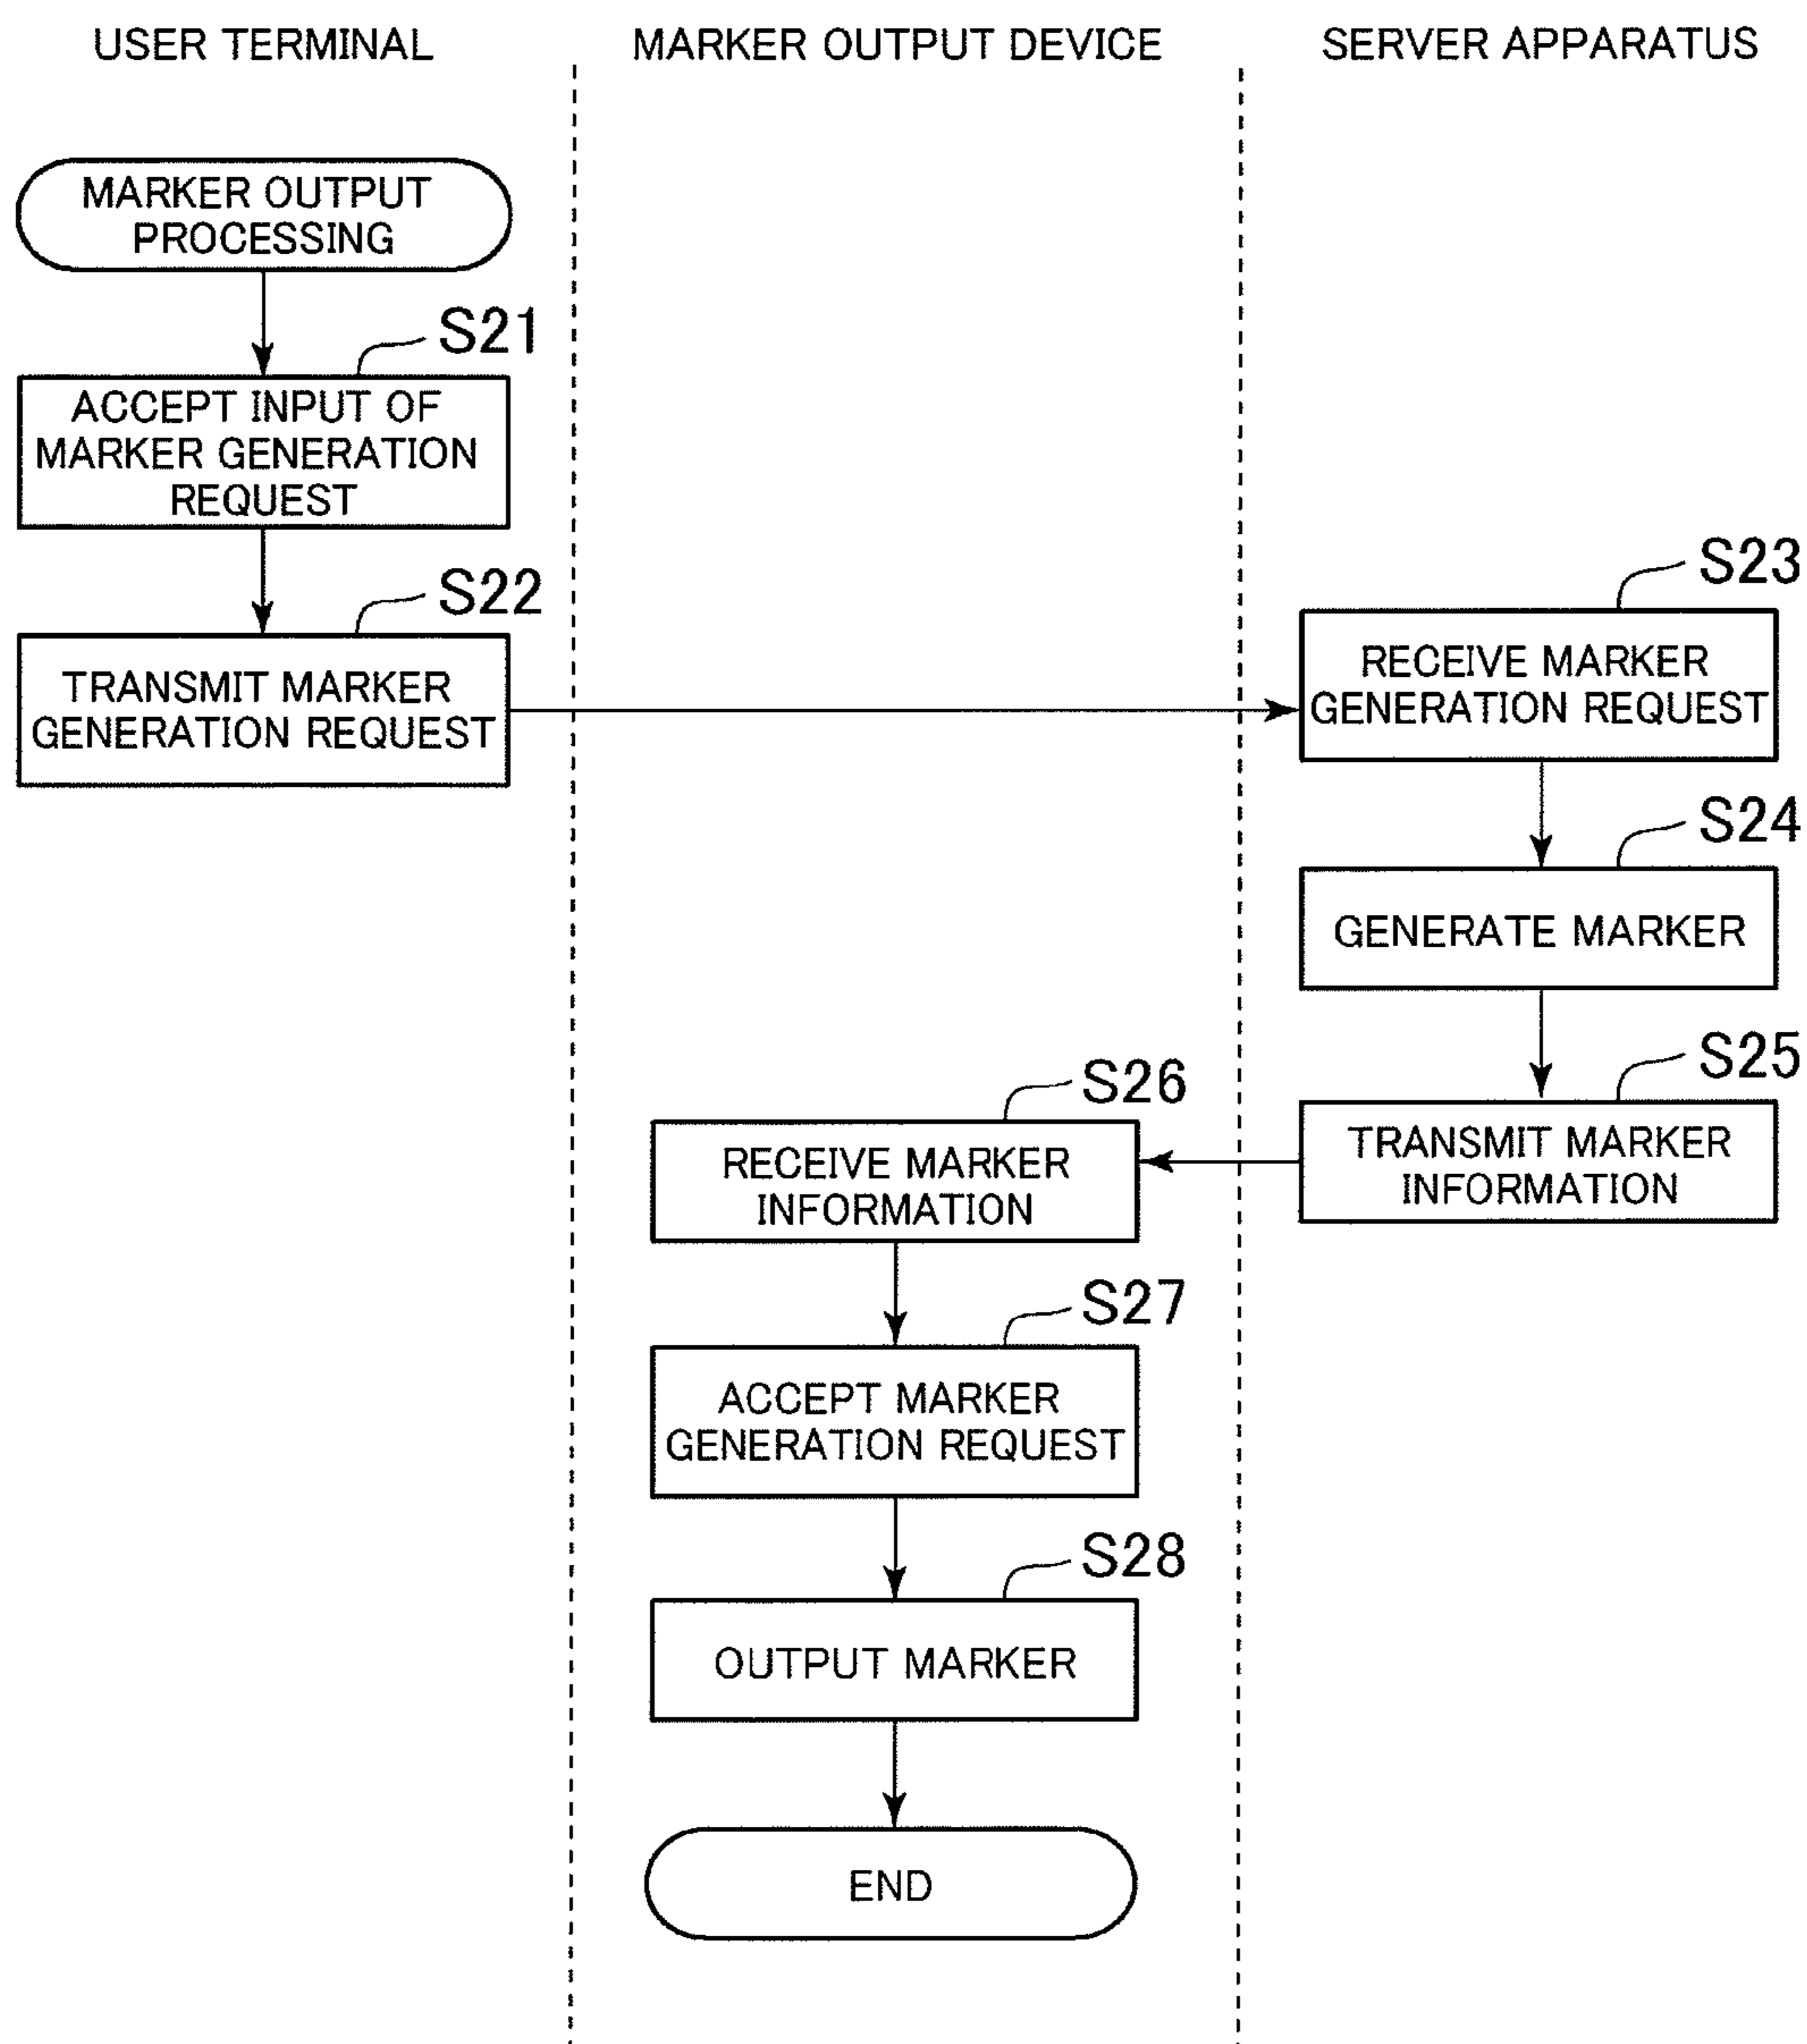 USER TERMINAL
MARKER OUTPUT DEVICE
SERVER APPARATUS
MARKER OUTPUT
PROCESSING
S21
ACCEPT INPUT OF
MARKER GENERATION
REQUEST
S22
TRANSMIT MARKER
GENERATION REQUEST
S23
RECEIVE MARKER
GENERATION REQUEST
S24
GENERATE MARKER
S25
TRANSMIT MARKER
INFORMATION
S26
RECEIVE MARKER
INFORMATION
S27
ACCEPT MARKER
GENERATION REQUEST
S28
OUTPUT MARKER
END